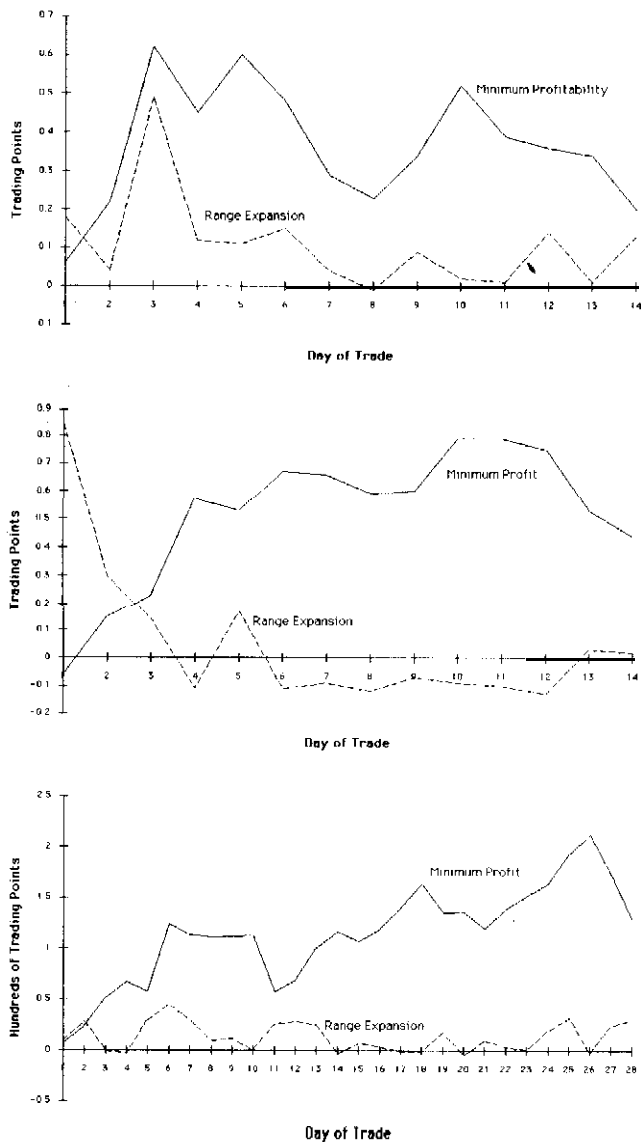 0.7
0.6
Minimum Profitability
0.5
0.4
Trading Points
0.3
0.2
Range Expansion
0.1
0
2 3 4 5 6 7 8 9 10 11 12 13 14
0.1
Day of Trade
0.9
0.8
0.7
Minimum Profit
0.6
0.5
Trading Points
0.4
0.3
0.2
Range Expansion
0.1
0
2 3 4 5 6 7 8 9 10 11 12 13 14
-0.1
-0.2
Day of Trade
2.5
2
Minimum Profit
1.5
Hundreds of Trading Points
1
0.5
Range Expansion
0
2 3 4 5 6 7 8 9 10 11 12 13 14 15 16 17 18 19 20 21 22 23 24 25 26 27 28
-0.5
Day of Trade